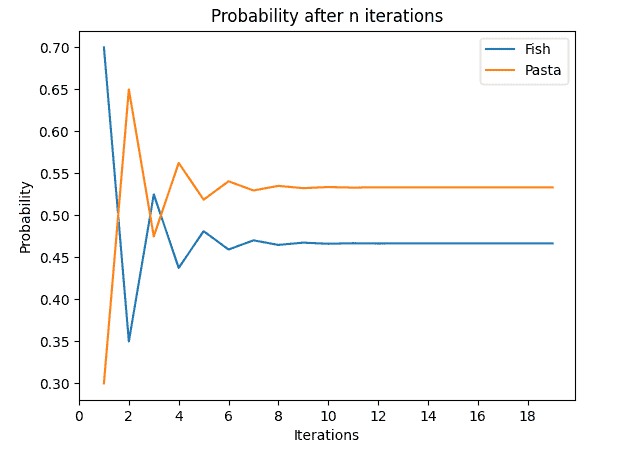 Probability after n iterations
Fish
Pasta
0.70
0.65
0.60
0.55
0.50
0.45
0.40
0.35
0.30
Probability
0 2 4 6 8 10 12 14 16 18
Iterations